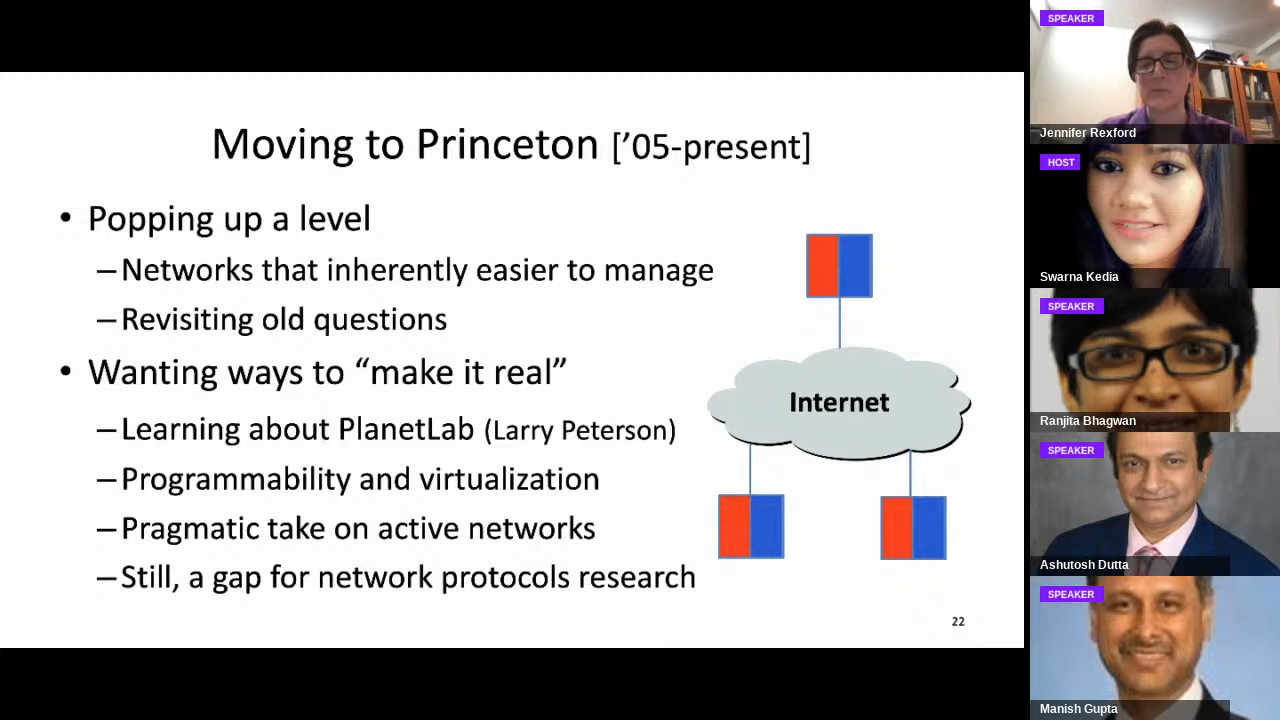 Moving to Princeton [’05-present]
• Popping up a level
–Networks that inherently easier to manage
–Revisiting old questions
• Wanting ways to “make it real”
–Learning about PlanetLab (Larry Peterson)
–Programmability and virtualization
–Pragmatic take on active networks
–Still, a gap for network protocols research
Internet
22
SPEAKER
Jennifer Rexford
HOST
Swarna Kedia
SPEAKER
Ranjita Bhagwan
SPEAKER
Ashutosh Dutta
SPEAKER
Manish Gupta